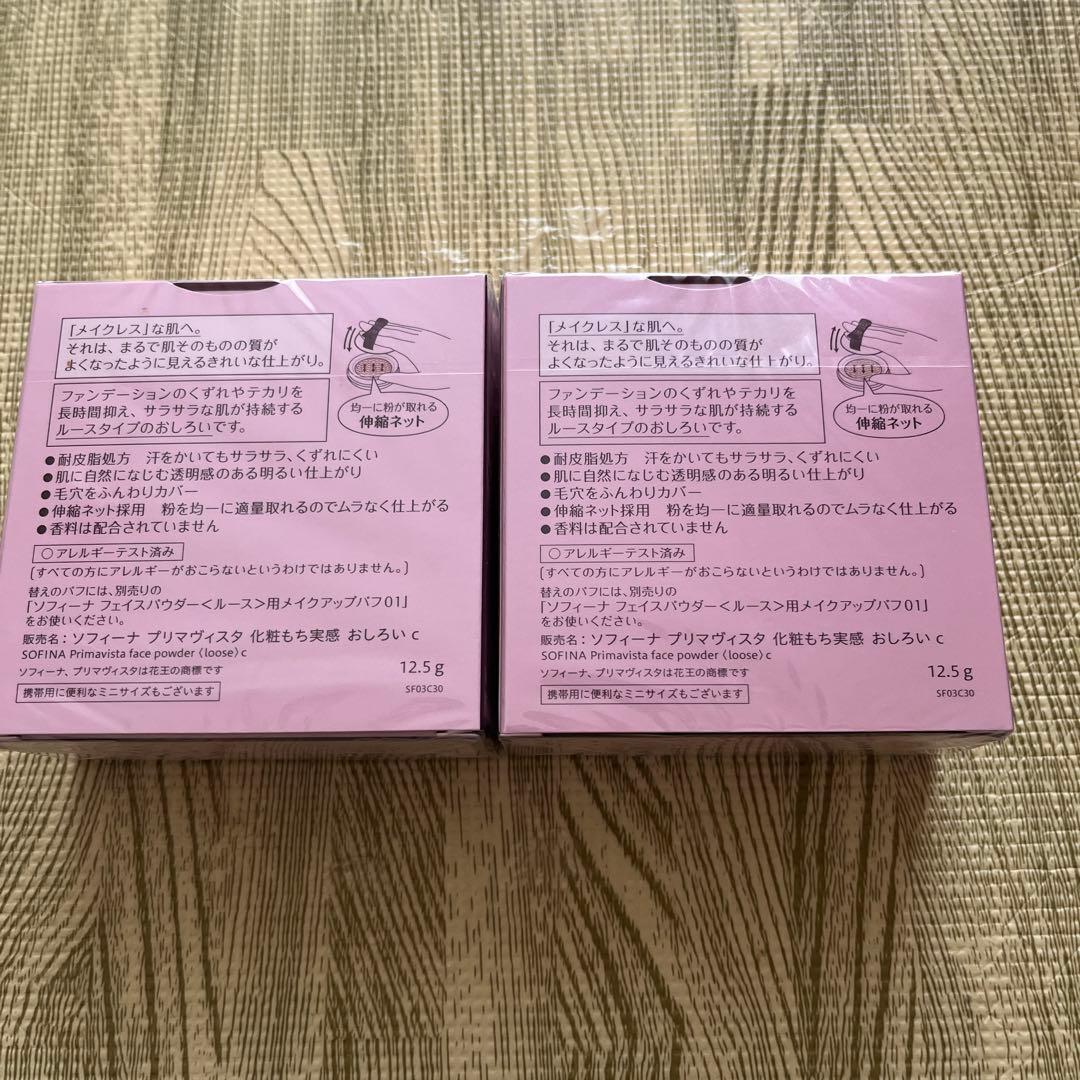 「メイクレス」な肌へ。
それは、まるで肌そのものの質が
よくなったように見えるきれいな仕上がり。
ファンデーションのくずれやテカリを
長時間抑え、サラサラな肌が持続する
ルースタイプのおしろいです。
均一に粉が取れる
伸縮ネット
●耐皮脂処方 汗をかいてもサラサラ、くずれにくい
●肌に自然になじむ透明感のある明るい仕上がり
●毛穴をふんわりカバー
●伸縮ネット採用 粉を均一に適量取れるのでムラなく仕上がる
●香料は配合されていません
○アレルギーテスト済み
(すべての方にアレルギーがおこらないというわけではありません。)
替えのパフには、別売りの
「ソフィーナ フェイスパウダー<ルース>用メイクアップパフ01」
をお使いください。
販売名：ソフィーナ プリマヴィスタ 化粧もち実感 おしろい c
SOFINA Primavista face powder 〈loose〉 c
ソフィーナ、プリマヴィスタは花王の商標です
12.5 g
携帯用に便利なミニサイズもございます
SF03C30
「メイクレス」な肌へ。
それは、まるで肌そのものの質が
よくなったように見えるきれいな仕上がり。
ファンデーションのくずれやテカリを
長時間抑え、サラサラな肌が持続する
ルースタイプのおしろいです。
均一に粉が取れる
伸縮ネット
●耐皮脂処方 汗をかいてもサラサラ、くずれにくい
●肌に自然になじむ透明感のある明るい仕上がり
●毛穴をふんわりカバー
●伸縮ネット採用 粉を均一に適量取れるのでムラなく仕上がる
●香料は配合されていません
○アレルギーテスト済み
(すべての方にアレルギーがおこらないというわけではありません。)
替えのパフには、別売りの
「ソフィーナ フェイスパウダー<ルース>用メイクアップパフ01」
をお使いください。
販売名：ソフィーナ プリマヴィスタ 化粧もち実感 おしろい c
SOFINA Primavista face powder 〈loose〉 c
ソフィーナ、プリマヴィスタは花王の商標です
12.5 g
携帯用に便利なミニサイズもございます
SF03C30